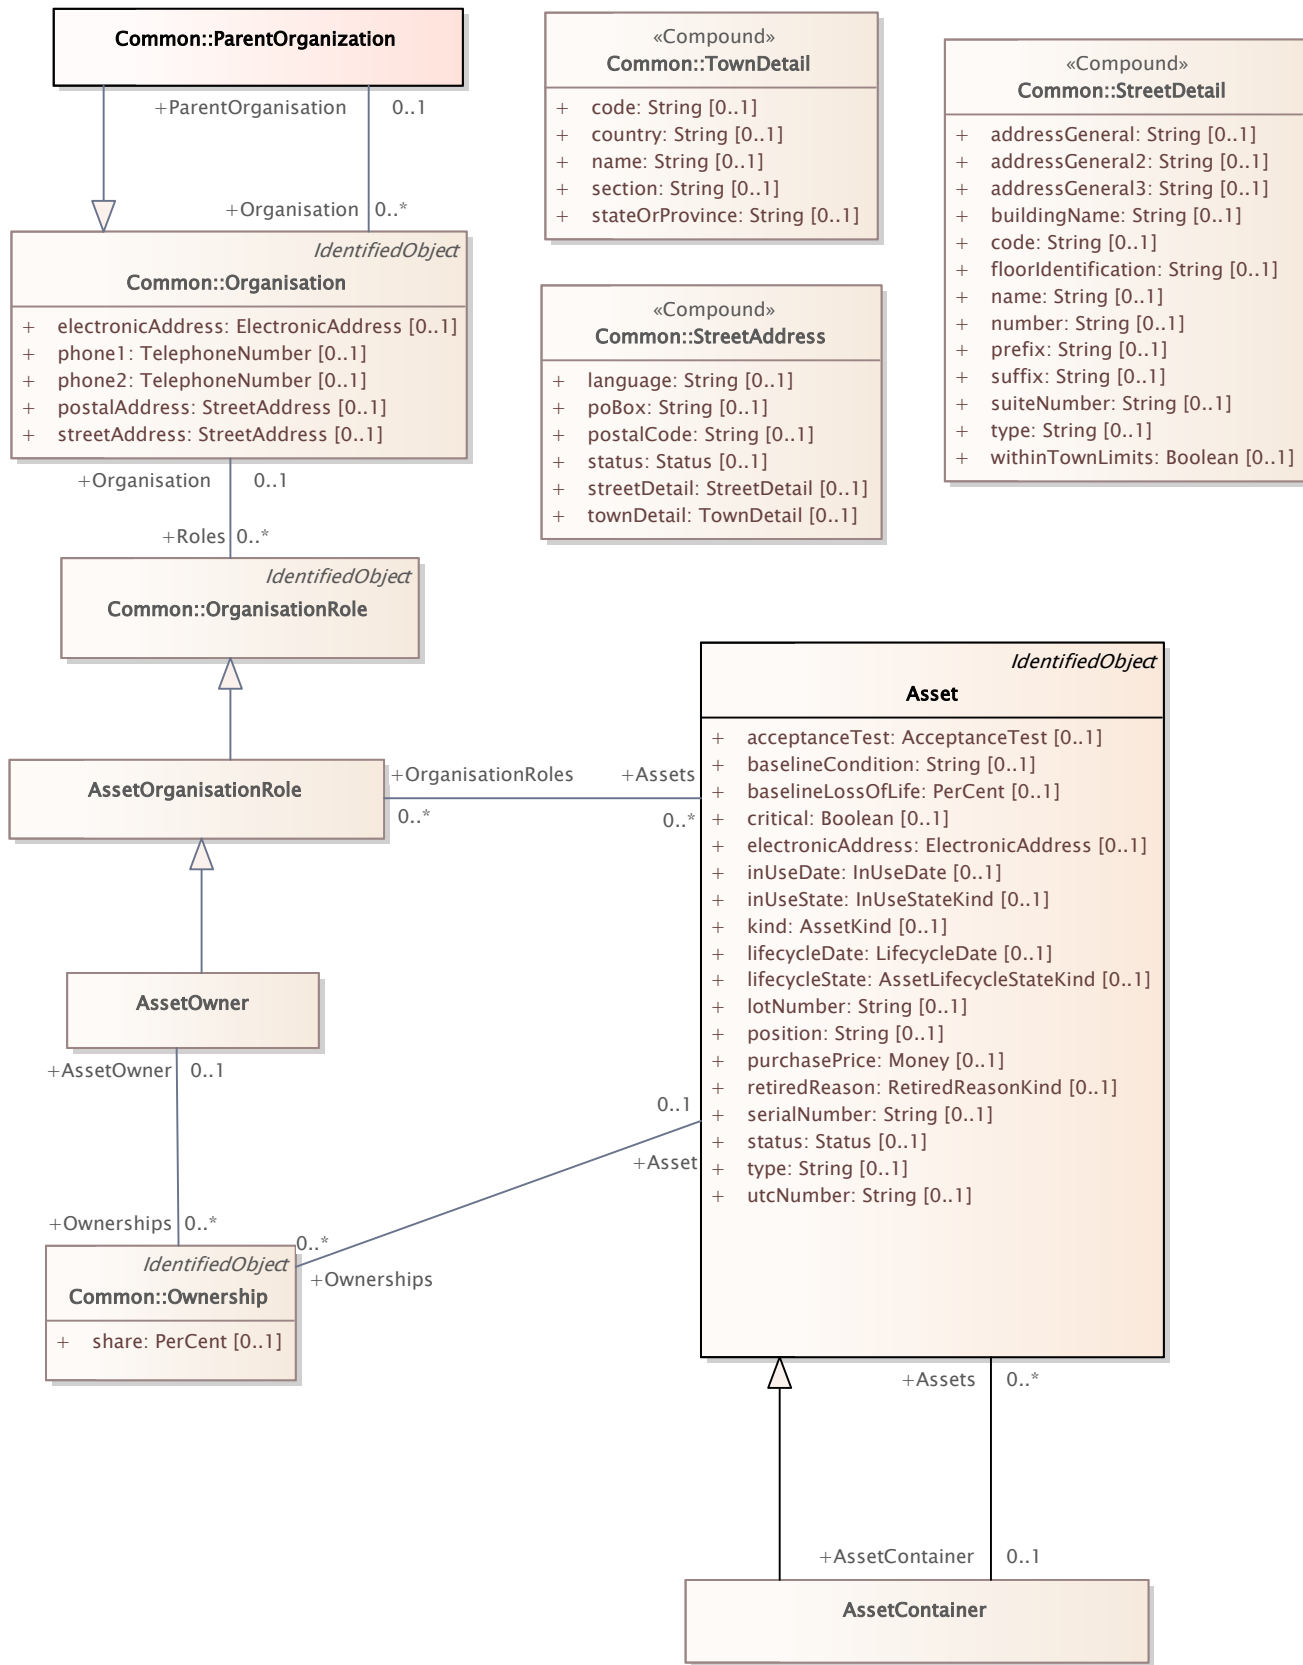 Common::ParentOrganization
+ParentOrganisation
0..1
+Organisation
0..*
IdentifiedObject
Common::Organisation
+ electronicAddress: ElectronicAddress [0..1]
+ phone1: TelephoneNumber [0..1]
+ phone2: TelephoneNumber [0..1]
+ postalAddress: StreetAddress [0..1]
+ streetAddress: StreetAddress [0..1]
+Organisation
0..1
+Roles
0..*
IdentifiedObject
Common::OrganisationRole
AssetOrganisationRole
+OrganisationRoles
0..*
+Assets
0..*
AssetOwner
+AssetOwner
0..1
+Ownerships
0..*
IdentifiedObject
Common::Ownership
+ share: PerCent [0..1]
0..*
+Ownerships
0..1
+Asset
«Compound»
Common::TownDetail
+ code: String [0..1]
+ country: String [0..1]
+ name: String [0..1]
+ section: String [0..1]
+ stateOrProvince: String [0..1]
«Compound»
Common::StreetAddress
+ language: String [0..1]
+ poBox: String [0..1]
+ postalCode: String [0..1]
+ status: Status [0..1]
+ streetDetail: StreetDetail [0..1]
+ townDetail: TownDetail [0..1]
«Compound»
Common::StreetDetail
+ addressGeneral: String [0..1]
+ addressGeneral2: String [0..1]
+ addressGeneral3: String [0..1]
+ buildingName: String [0..1]
+ code: String [0..1]
+ floorIdentification: String [0..1]
+ name: String [0..1]
+ number: String [0..1]
+ prefix: String [0..1]
+ suffix: String [0..1]
+ suiteNumber: String [0..1]
+ type: String [0..1]
+ withinTownLimits: Boolean [0..1]
IdentifiedObject
Asset
+ acceptanceTest: AcceptanceTest [0..1]
+ baselineCondition: String [0..1]
+ baselineLossOfLife: PerCent [0..1]
+ critical: Boolean [0..1]
+ electronicAddress: ElectronicAddress [0..1]
+ inUseDate: InUseDate [0..1]
+ inUseState: InUseStateKind [0..1]
+ kind: AssetKind [0..1]
+ lifecycleDate: LifecycleDate [0..1]
+ lifecycleState: AssetLifecycleStateKind [0..1]
+ lotNumber: String [0..1]
+ position: String [0..1]
+ purchasePrice: Money [0..1]
+ retiredReason: RetiredReasonKind [0..1]
+ serialNumber: String [0..1]
+ status: Status [0..1]
+ type: String [0..1]
+ utcNumber: String [0..1]
+Assets
0..*
+AssetContainer
0..1
AssetContainer